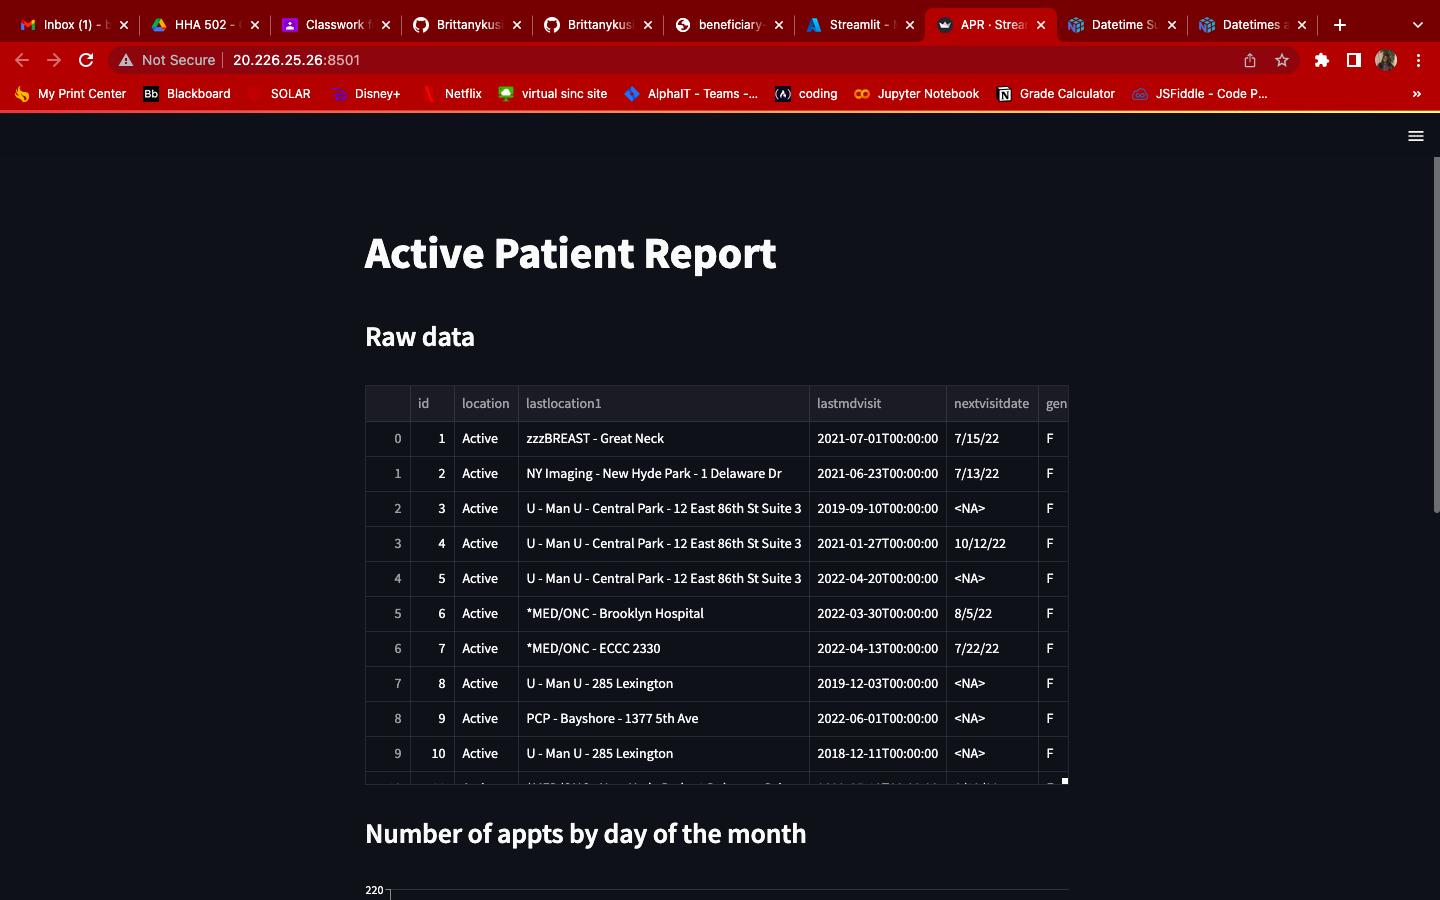 Inbox (1) - b
HHA 502 -
Classwork f
Brittanykus
Brittanykus
beneficiary-
Streamlit -
APR · Strea
Datetime Su
Datetimes a
Not Secure
20.226.25.26:8501
My Print Center
Bb Blackboard
SOLAR
Disney+
Netflix
virtual sinc site
AlphaIT - Teams -...
coding
Jupyter Notebook
Grade Calculator
JSFiddle - Code P...
»
Active Patient Report
Raw data
id location lastlocation1 lastmdvisit nextvisitdate gen
0 1 Active zzzBREAST - Great Neck 2021-07-01T00:00:00 7/15/22 F
1 2 Active NY Imaging - New Hyde Park - 1 Delaware Dr 2021-06-23T00:00:00 7/13/22 F
2 3 Active U - Man U - Central Park - 12 East 86th St Suite 3 2019-09-10T00:00:00 <NA> F
3 4 Active U - Man U - Central Park - 12 East 86th St Suite 3 2021-01-27T00:00:00 10/12/22 F
4 5 Active U - Man U - Central Park - 12 East 86th St Suite 3 2022-04-20T00:00:00 <NA> F
5 6 Active *MED/ONC - Brooklyn Hospital 2022-03-30T00:00:00 8/5/22 F
6 7 Active *MED/ONC - ECCC 2330 2022-04-13T00:00:00 7/22/22 F
7 8 Active U - Man U - 285 Lexington 2019-12-03T00:00:00 <NA> F
8 9 Active PCP - Bayshore - 1377 5th Ave 2022-06-01T00:00:00 <NA> F
9 10 Active U - Man U - 285 Lexington 2018-12-11T00:00:00 <NA> F
Number of appts by day of the month
220